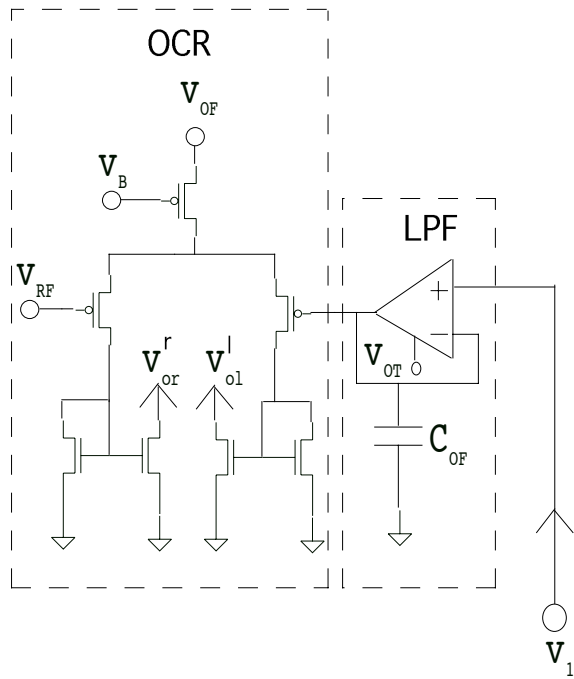 OCR
V_OF
V_B
LPF
V_RF
+
−
V^r_or
V^l_ol
V_OT
C_OF
V_1